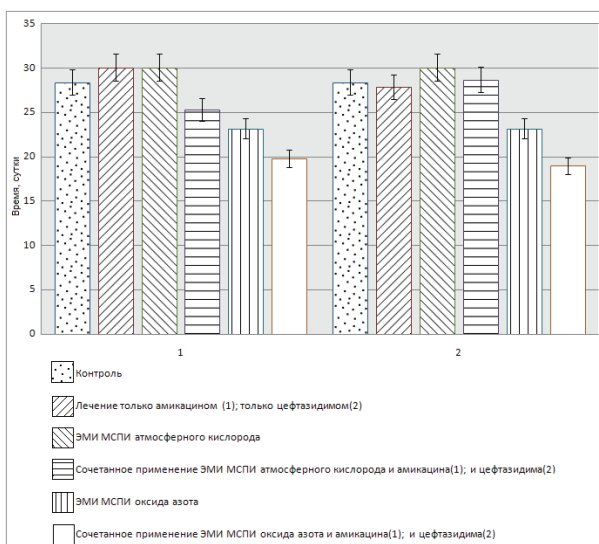 35
30
25
20
15
10
5
0
Время, сутки
1 2
Контроль
Лечение только амикацином (1); только цефтазидимом(2)
ЭМИ МСПИ атмосферного кислорода
Сочетанное применение ЭМИ МСПИ атмосферного кислорода и амикацина(1); и цефтазидима(2)
ЭМИ МСПИ оксида азота
Сочетанное применение ЭМИ МСПИ оксида азота и амикацина(1); и цефтазидима(2)